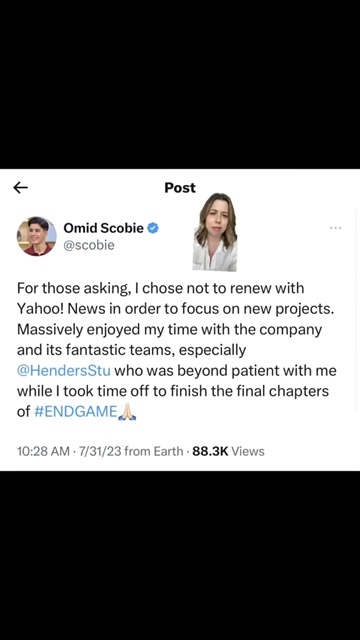 Post
Omid Scobie
@scobie
For those asking, I chose not to renew with
Yahoo! News in order to focus on new projects.
Massively enjoyed my time with the company
and its fantastic teams, especially
@HendersStu who was beyond patient with me
while I took time off to finish the final chapters
of #ENDGAME🙏🏻
10:28 AM · 7/31/23 from Earth · 88.3K Views